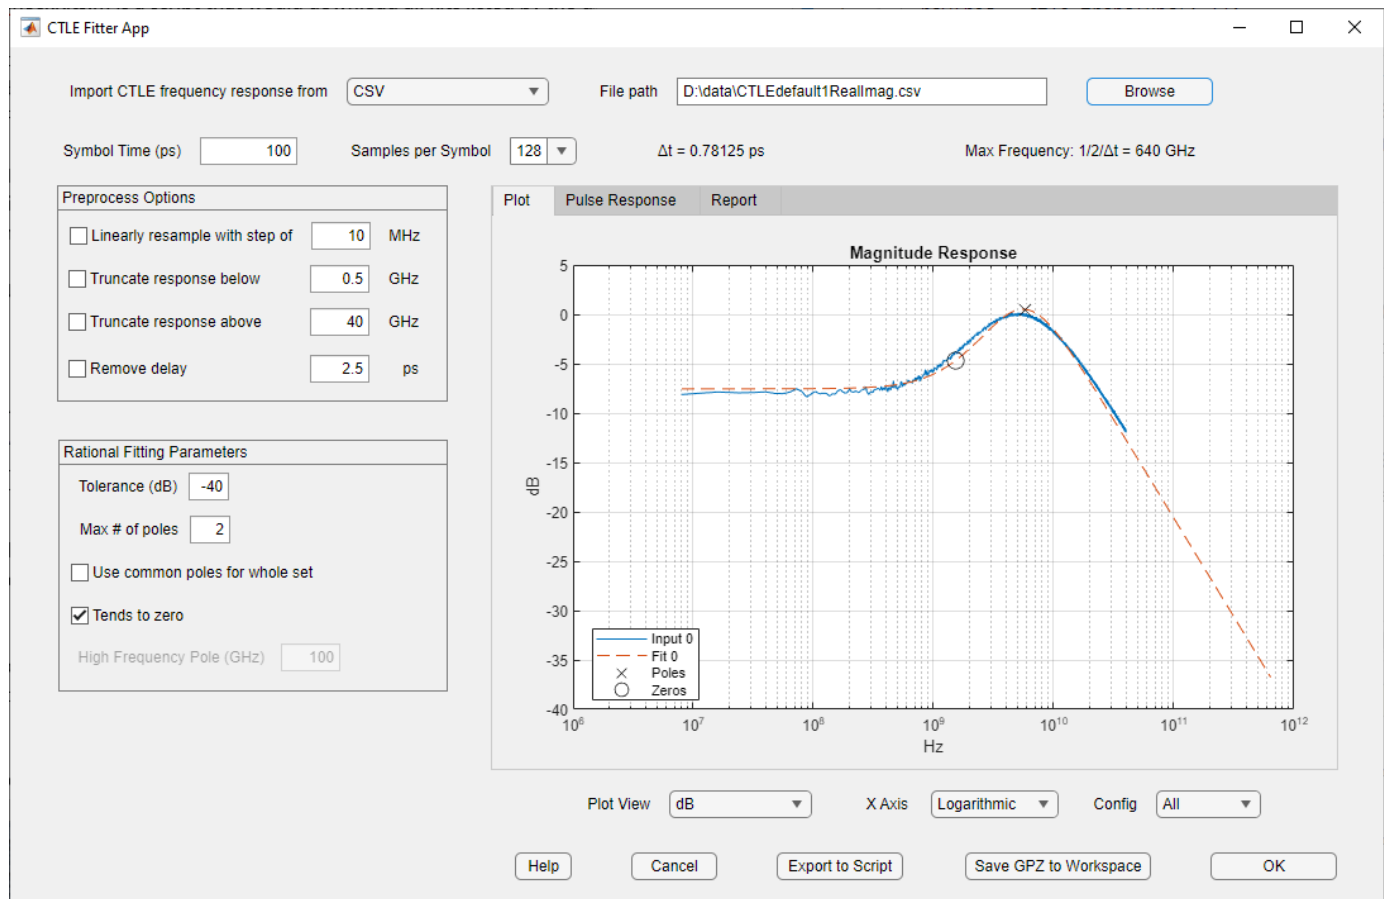 CTLE Fitter App
Import CTLE frequency response from CSV File path D:\data\CTLEdefault1RealImag.csv Browse
Symbol Time (ps) 100 Samples per Symbol 128 Δt = 0.78125 ps Max Frequency: 1/2/Δt = 640 GHz
Preprocess Options
Linearly resample with step of 10 MHz
Truncate response below 0.5 GHz
Truncate response above 40 GHz
Remove delay 2.5 ps
Rational Fitting Parameters
Tolerance (dB) -40
Max # of poles 2
Use common poles for whole set
Tends to zero
High Frequency Pole (GHz) 100
Plot Pulse Response Report
Magnitude Response
5
0
-5
-10
-15
-20
-25
-30
-35
-40
dB
Input 0
Fit 0
Poles
Zeros
10⁶ 10⁷ 10⁸ 10⁹ 10¹⁰ 10¹¹ 10¹²
Hz
Plot View dB X Axis Logarithmic Config All
Help Cancel Export to Script Save GPZ to Workspace OK